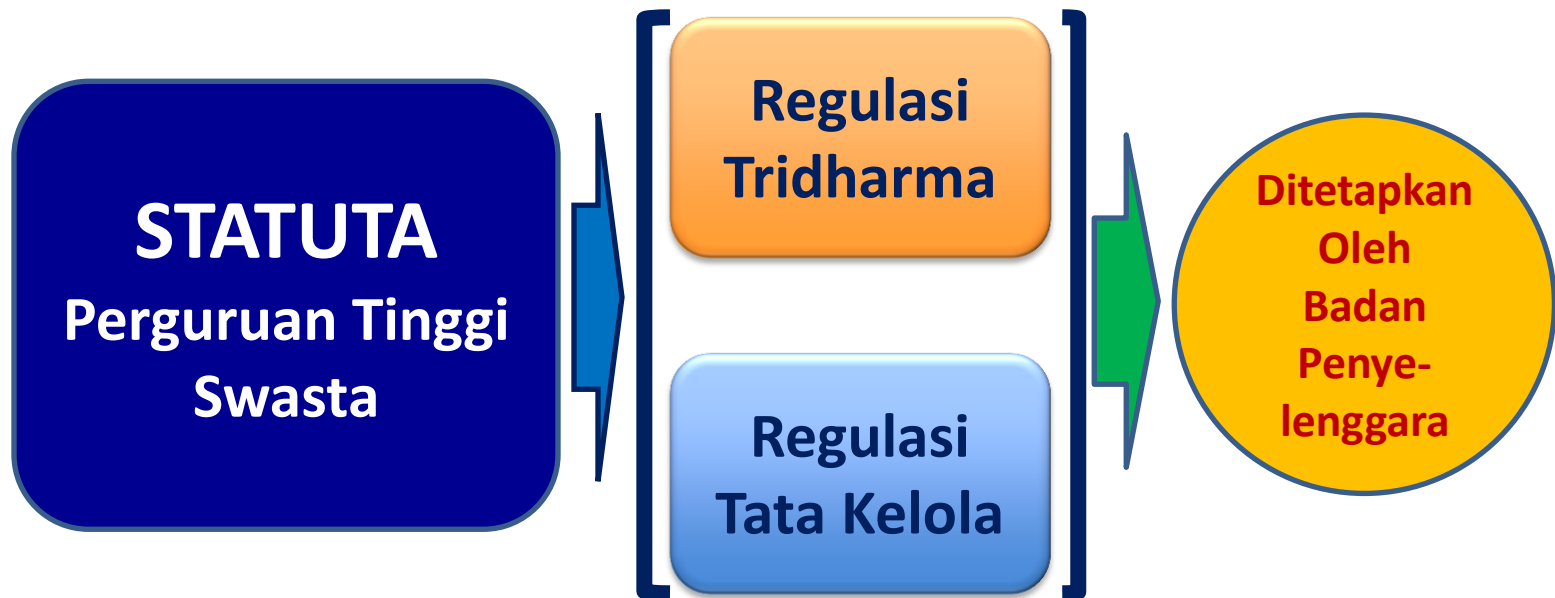 STATUTA
Perguruan Tinggi
Swasta
Regulasi
Tridharma
Regulasi
Tata Kelola
Ditetapkan
Oleh
Badan
Penye-
lenggara